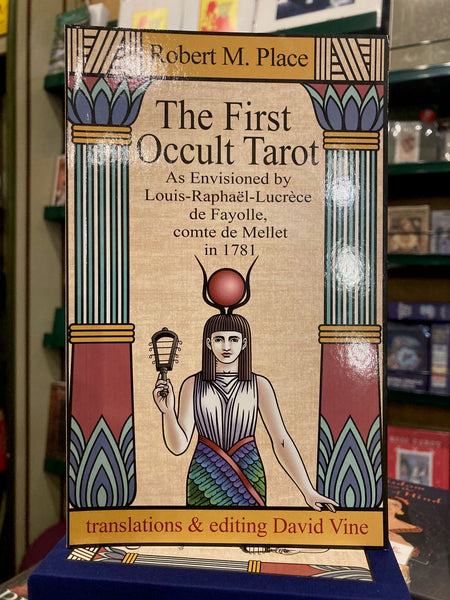 Robert M. Place
The First
Occult Tarot
As Envisioned by
Louis-Raphaël-Lucrèce
de Fayolle,
comte de Mellet
in 1781
translations & editing David Vine